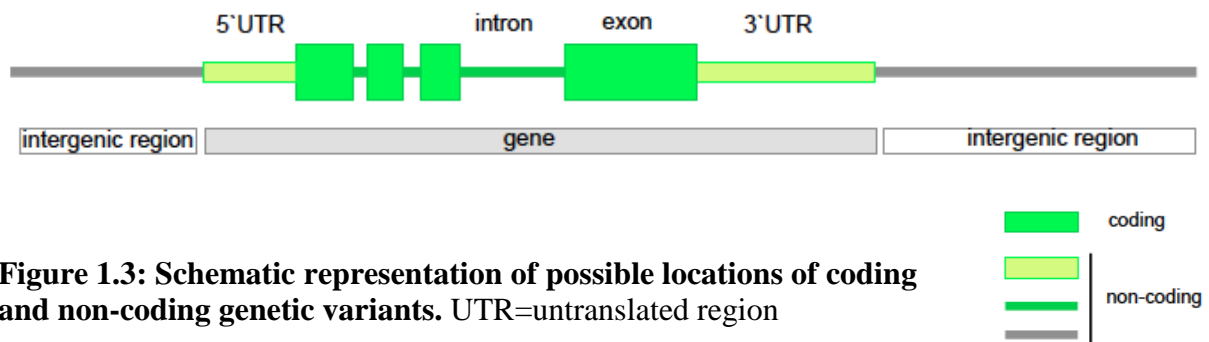 5`UTR intron exon 3`UTR
intergenic region gene intergenic region
coding
Figure 1.3: Schematic representation of possible locations of coding
and non-coding genetic variants. UTR=untranslated region
non-coding